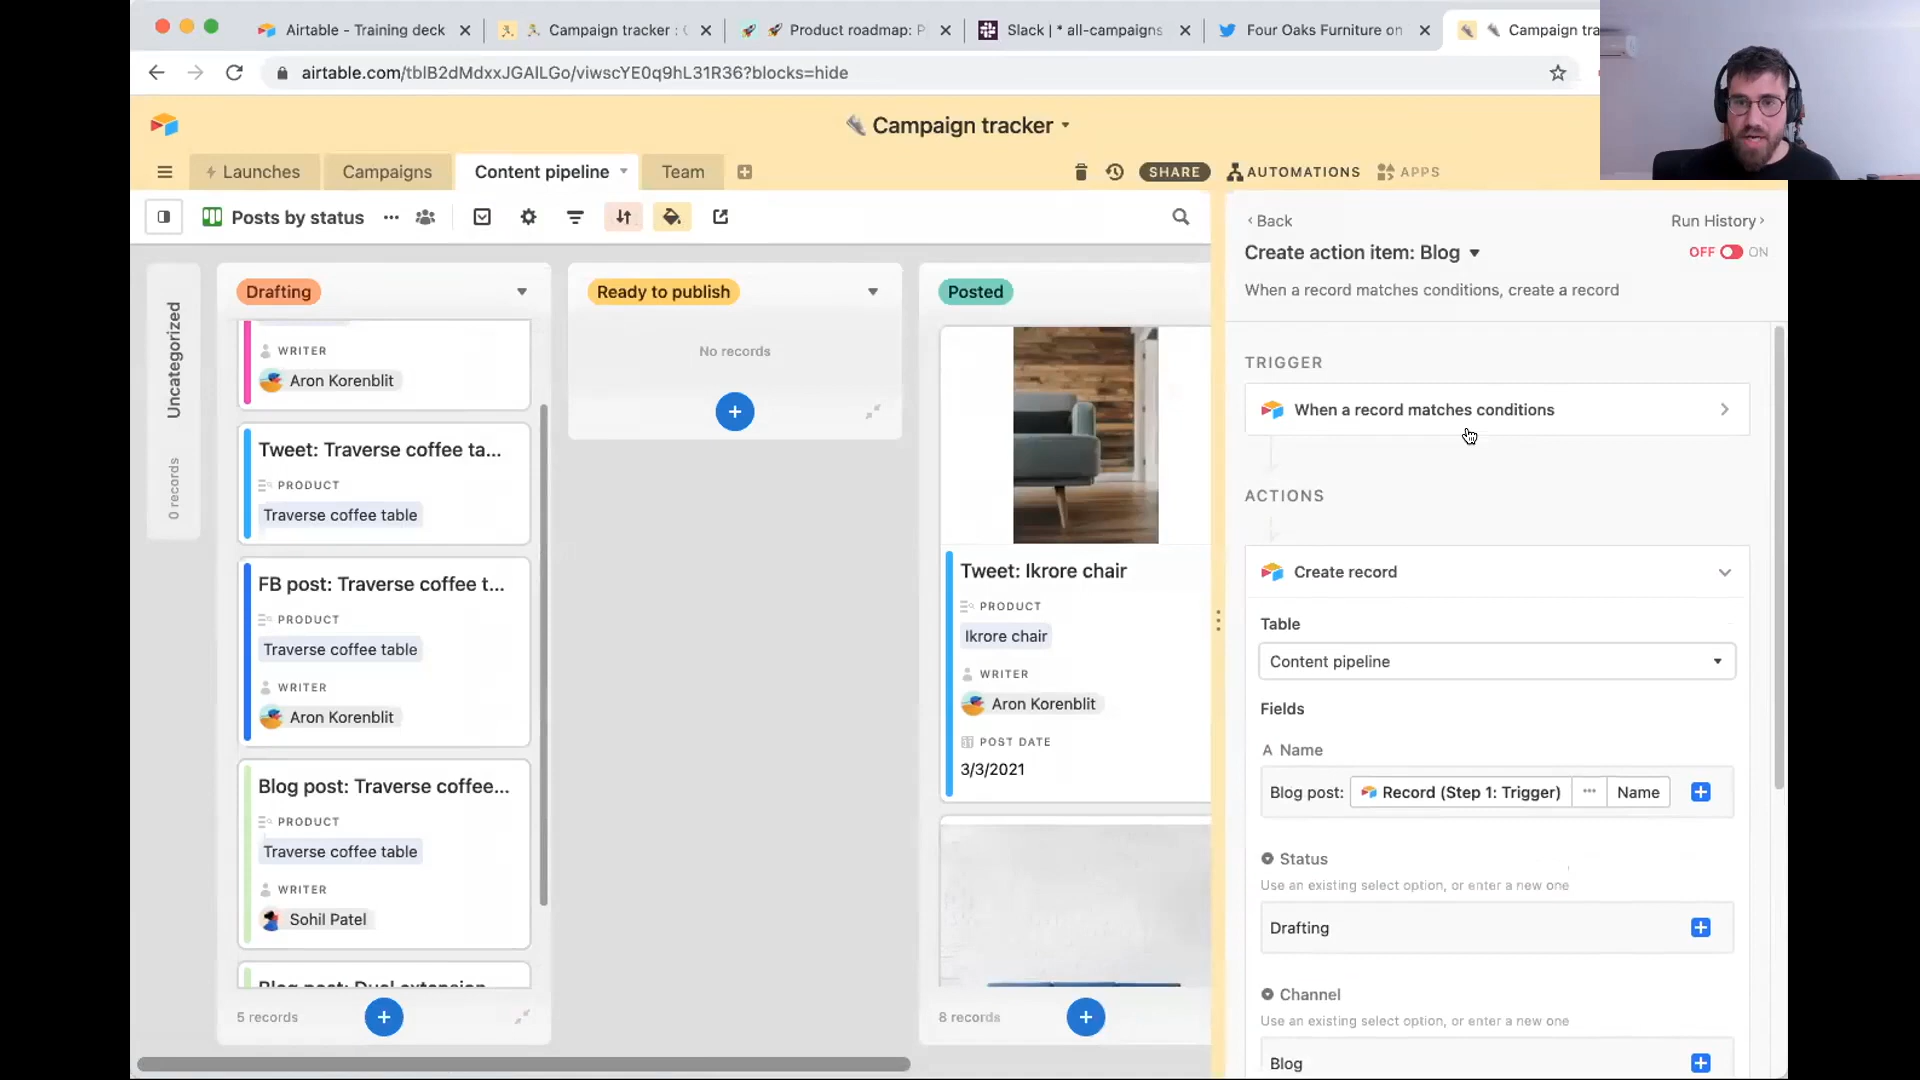 Airtable - Training deck
Campaign tracker : (
Product roadmap: P
Slack | * all-campaigns
Four Oaks Furniture on
Campaign tra
airtable.com/tblB2dMdxxJGAlLGo/viwscYE0q9hL31R36?blocks=hide
Campaign tracker
Launches
Campaigns
Content pipeline
Team
SHARE
AUTOMATIONS
APPS
Posts by status
Uncategorized
0 records
Drafting
WRITER
Aron Korenblit
Tweet: Traverse coffee ta...
PRODUCT
Traverse coffee table
FB post: Traverse coffee t...
PRODUCT
Traverse coffee table
WRITER
Aron Korenblit
Blog post: Traverse coffee...
PRODUCT
Traverse coffee table
WRITER
Sohil Patel
Blog post: Dual extension
5 records
Ready to publish
No records
Posted
Tweet: Ikrore chair
PRODUCT
Ikrore chair
WRITER
Aron Korenblit
POST DATE
3/3/2021
8 records
Back
Run History
Create action item: Blog
OFF ON
When a record matches conditions, create a record
TRIGGER
When a record matches conditions
ACTIONS
Create record
Table
Content pipeline
Fields
A Name
Blog post: Record (Step 1: Trigger) ... Name
Status
Use an existing select option, or enter a new one
Drafting
Channel
Use an existing select option, or enter a new one
Blog